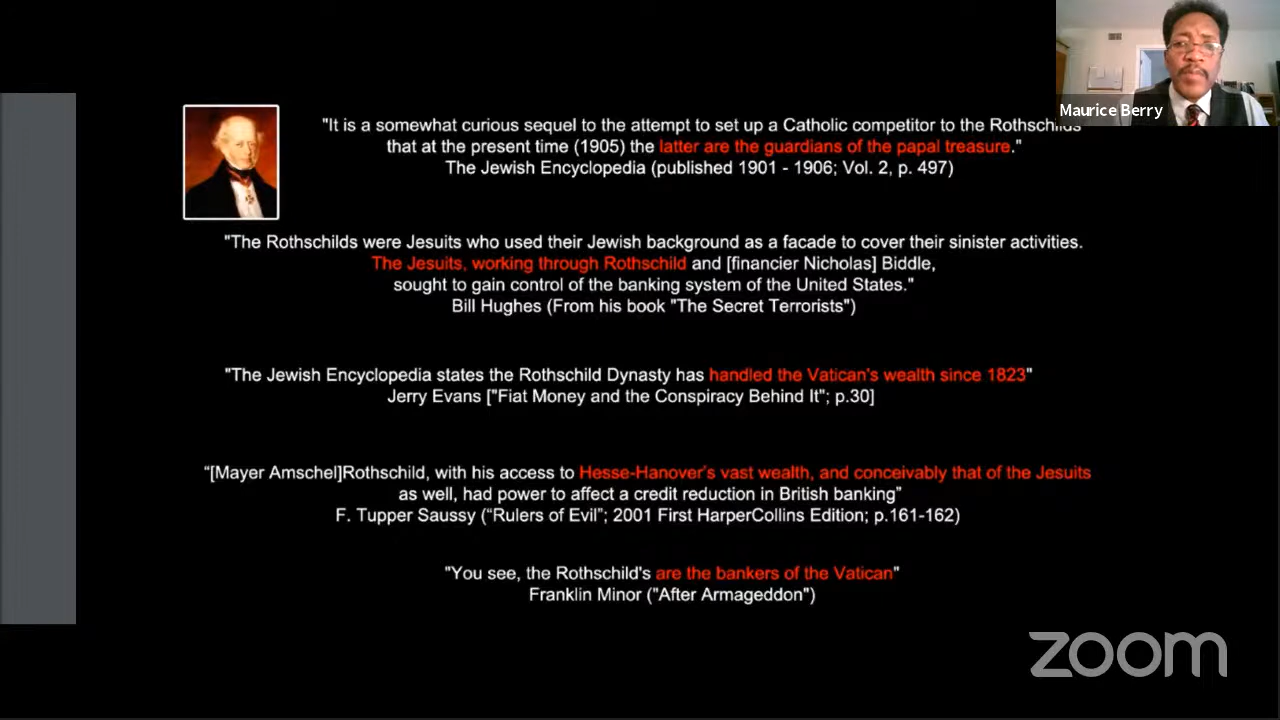 "It is a somewhat curious sequel to the attempt to set up a Catholic competitor to the Rothschilds
that at the present time (1905) the latter are the guardians of the papal treasure."
The Jewish Encyclopedia (published 1901 - 1906; Vol. 2, p. 497)
Maurice Berry
"The Rothschilds were Jesuits who used their Jewish background as a facade to cover their sinister activities.
The Jesuits, working through Rothschild and [financier Nicholas] Biddle,
sought to gain control of the banking system of the United States."
Bill Hughes (From his book "The Secret Terrorists")
"The Jewish Encyclopedia states the Rothschild Dynasty has handled the Vatican's wealth since 1823"
Jerry Evans ["Fiat Money and the Conspiracy Behind It"; p.30]
“[Mayer Amschel]Rothschild, with his access to Hesse-Hanover’s vast wealth, and conceivably that of the Jesuits
as well, had power to affect a credit reduction in British banking”
F. Tupper Saussy (“Rulers of Evil”; 2001 First HarperCollins Edition; p.161-162)
"You see, the Rothschild's are the bankers of the Vatican"
Franklin Minor ("After Armageddon")
zoom